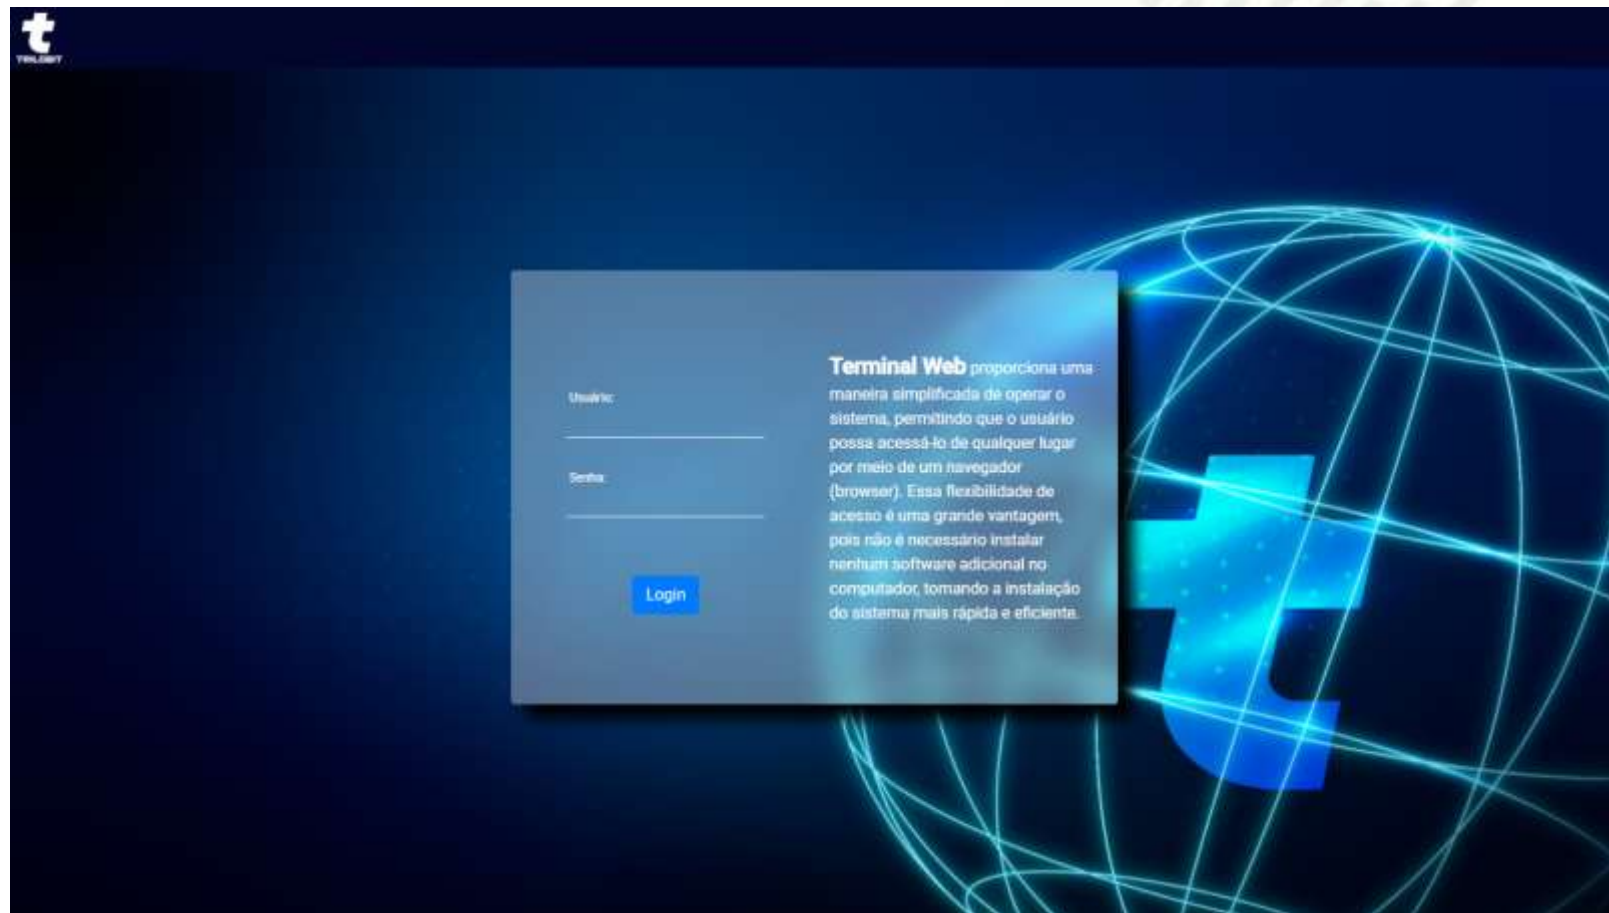 t
TRILOBIT
Usuário:
Senha:
Login
Terminal Web proporciona uma
maneira simplificada de operar o
sistema, permitindo que o usuário
possa acessá-lo de qualquer lugar
por meio de um navegador
(browser). Essa flexibilidade de
acesso é uma grande vantagem,
pois não é necessário instalar
nenhum software adicional no
computador, tornando a instalação
do sistema mais rápida e eficiente.
t